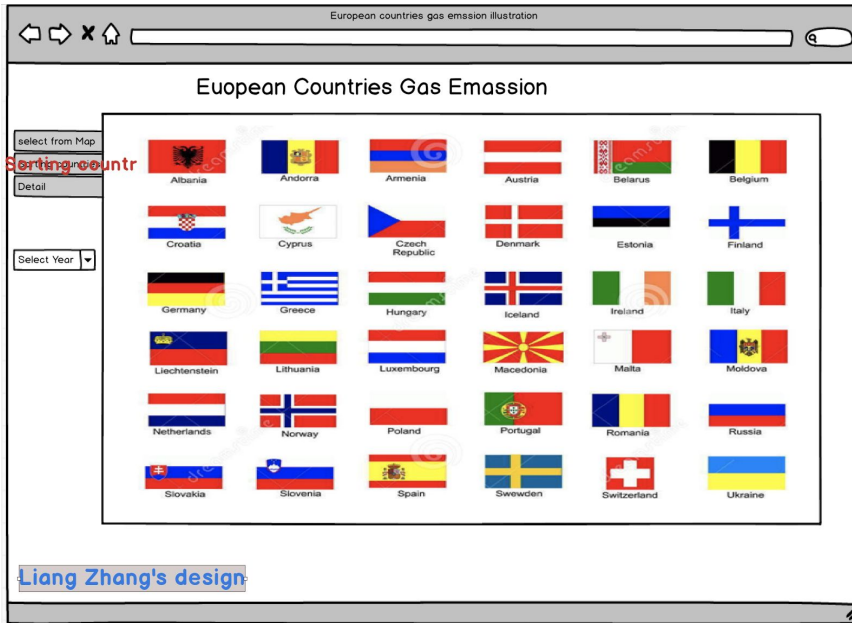 European countries gas emssion illustration
Euopean Countries Gas Emassion
select from Map
Sorting countr
Detail
Select Year
Albania Andorra Armenia Austria Belarus Belgium
Croatia Cyprus Czech Republic Denmark Estonia Finland
Germany Greece Hungary Iceland Ireland Italy
Liechtenstein Lithuania Luxembourg Macedonia Malta Moldova
Netherlands Norway Poland Portugal Romania Russia
Slovakia Slovenia Spain Swewden Switzerland Ukraine
Liang Zhang's design